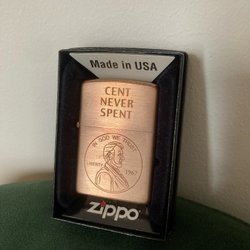 Made in USA
CENT
NEVER
SPENT
IN GOD WE TRUST
LIBERTY
1967
zippo